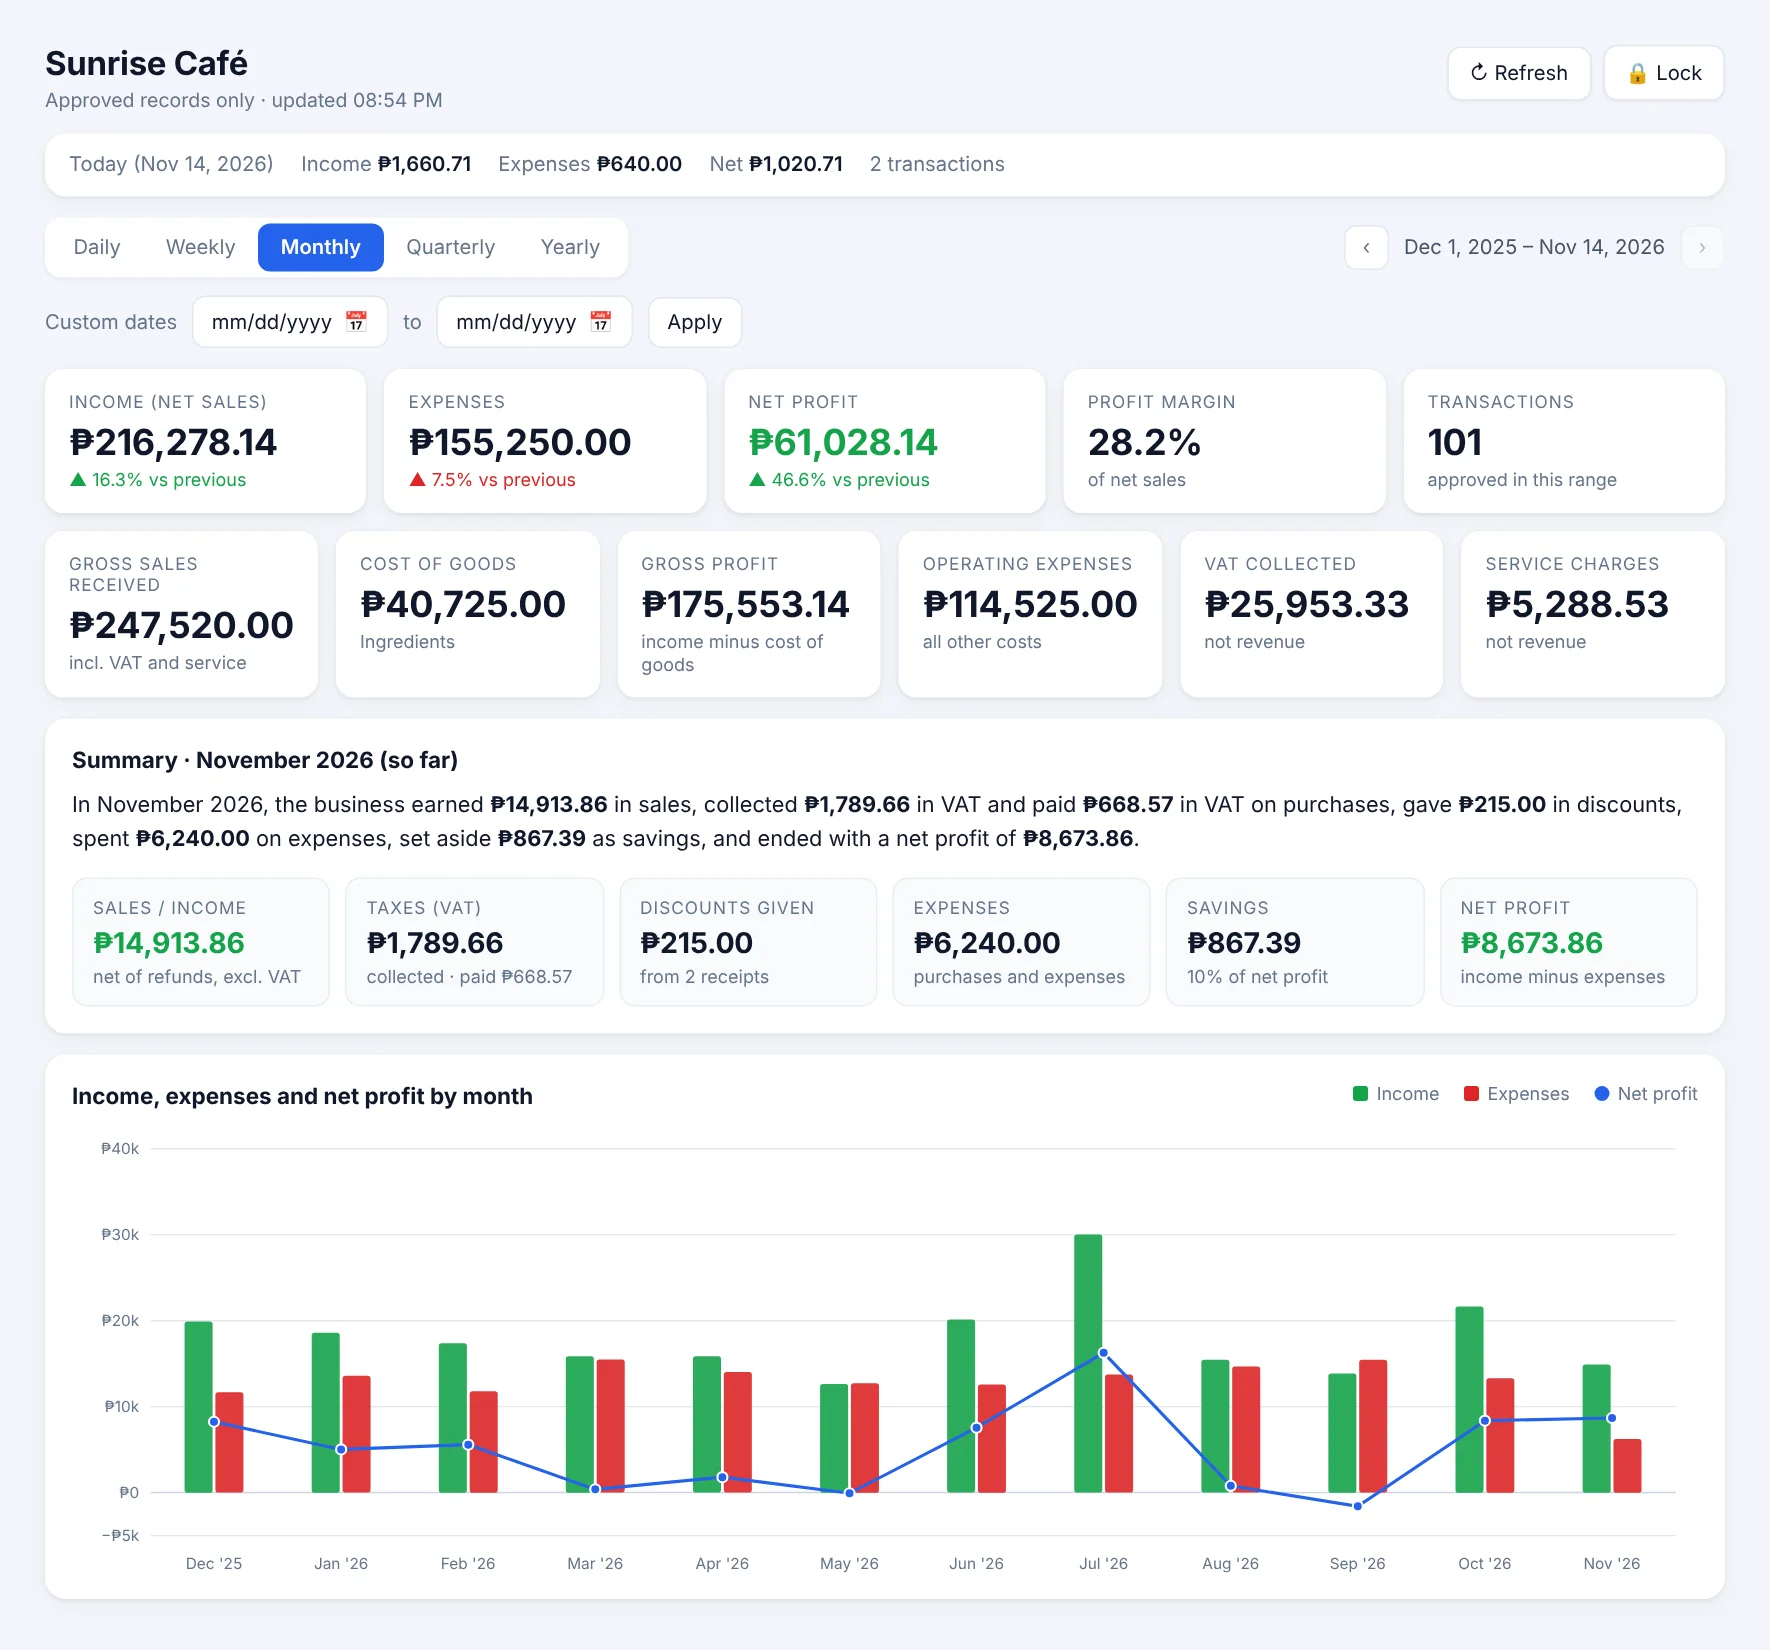 Sunrise Café
Approved records only · updated 08:54 PM
↻ Refresh
🔒 Lock
Today (Nov 14, 2026) Income ₱1,660.71 Expenses ₱640.00 Net ₱1,020.71 2 transactions
Daily Weekly Monthly Quarterly Yearly
‹ Dec 1, 2025 – Nov 14, 2026 ›
Custom dates mm/dd/yyyy to mm/dd/yyyy Apply
INCOME (NET SALES)
₱216,278.14
▲ 16.3% vs previous
EXPENSES
₱155,250.00
▲ 7.5% vs previous
NET PROFIT
₱61,028.14
▲ 46.6% vs previous
PROFIT MARGIN
28.2%
of net sales
TRANSACTIONS
101
approved in this range
GROSS SALES
RECEIVED
₱247,520.00
incl. VAT and service
COST OF GOODS
₱40,725.00
Ingredients
GROSS PROFIT
₱175,553.14
income minus cost of
goods
OPERATING EXPENSES
₱114,525.00
all other costs
VAT COLLECTED
₱25,953.33
not revenue
SERVICE CHARGES
₱5,288.53
not revenue
Summary · November 2026 (so far)
In November 2026, the business earned ₱14,913.86 in sales, collected ₱1,789.66 in VAT and paid ₱668.57 in VAT on purchases, gave ₱215.00 in discounts,
spent ₱6,240.00 on expenses, set aside ₱867.39 as savings, and ended with a net profit of ₱8,673.86.
SALES / INCOME
₱14,913.86
net of refunds, excl. VAT
TAXES (VAT)
₱1,789.66
collected · paid ₱668.57
DISCOUNTS GIVEN
₱215.00
from 2 receipts
EXPENSES
₱6,240.00
purchases and expenses
SAVINGS
₱867.39
10% of net profit
NET PROFIT
₱8,673.86
income minus expenses
Income, expenses and net profit by month
Income Expenses Net profit
₱40k
₱30k
₱20k
₱10k
₱0
−₱5k
Dec '25 Jan '26 Feb '26 Mar '26 Apr '26 May '26 Jun '26 Jul '26 Aug '26 Sep '26 Oct '26 Nov '26